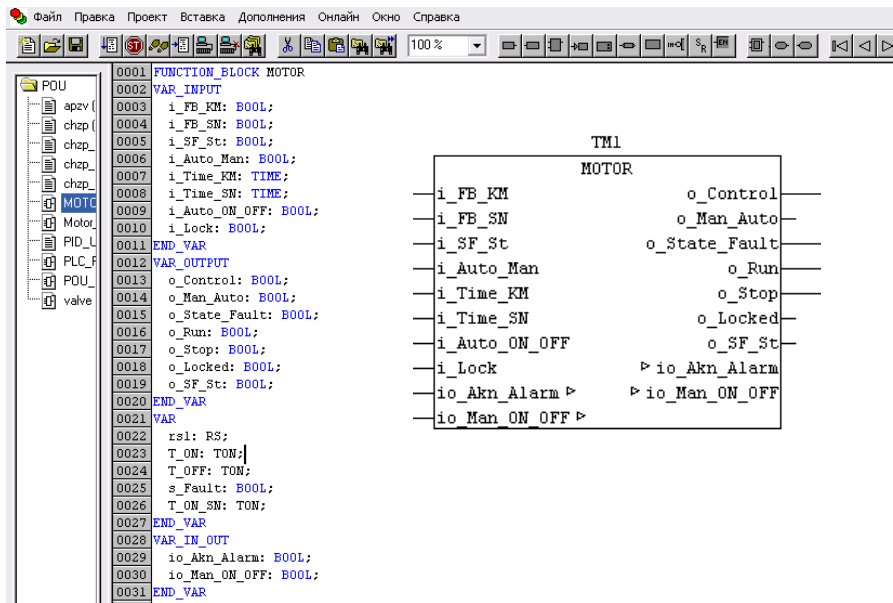 Файл Правка Проект Вставка Дополнения Онлайн Окно Справка
100 %
POU
apzv (
chzp (
chzp_
chzp_
chzp_
MOTO
Motor_
PID_U
PLC_F
POU_
valve
0001 FUNCTION_BLOCK MOTOR
0002 VAR_INPUT
0003 i_FB_KM: BOOL;
0004 i_FB_SN: BOOL;
0005 i_SF_St: BOOL;
0006 i_Auto_Man: BOOL;
0007 i_Time_KM: TIME;
0008 i_Time_SN: TIME;
0009 i_Auto_ON_OFF: BOOL;
0010 i_Lock: BOOL;
0011 END_VAR
0012 VAR_OUTPUT
0013 o_Control: BOOL;
0014 o_Man_Auto: BOOL;
0015 o_State_Fault: BOOL;
0016 o_Run: BOOL;
0017 o_Stop: BOOL;
0018 o_Locked: BOOL;
0019 o_SF_St: BOOL;
0020 END_VAR
0021 VAR
0022 rs1: RS;
0023 T_ON: TON;
0024 T_OFF: TON;
0025 s_Fault: BOOL;
0026 T_ON_SN: TON;
0027 END_VAR
0028 VAR_IN_OUT
0029 io_Akn_Alarm: BOOL;
0030 io_Man_ON_OFF: BOOL;
0031 END_VAR
TM1
MOTOR
i_FB_KM o_Control
i_FB_SN o_Man_Auto
i_SF_St o_State_Fault
i_Auto_Man o_Run
i_Time_KM o_Stop
i_Time_SN o_Locked
i_Auto_ON_OFF o_SF_St
i_Lock ▷ io_Akn_Alarm
io_Akn_Alarm ▷ ▷ io_Man_ON_OFF
io_Man_ON_OFF ▷